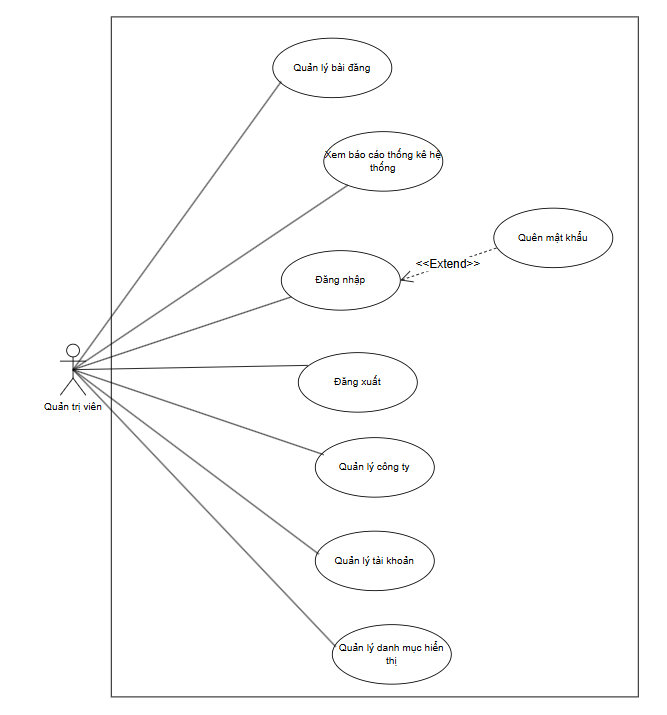 Quản lý bài đăng
Xem báo cáo thống kê hệ
thống
Quên mật khẩu
<<Extend>>
Đăng nhập
Đăng xuất
Quản trị viên
Quản lý công ty
Quản lý tài khoản
Quản lý danh mục hiển
thị